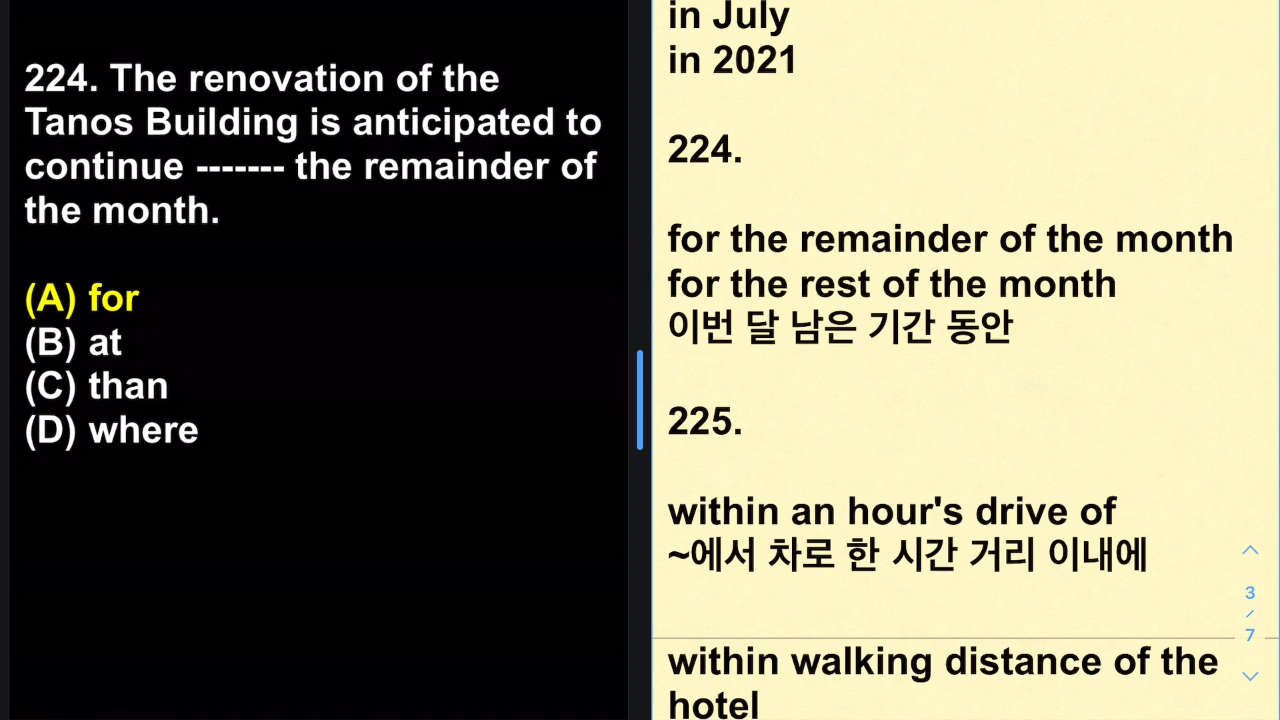 224. The renovation of the
Tanos Building is anticipated to
continue ------- the remainder of
the month.
(A) for
(B) at
(C) than
(D) where
in July
in 2021
224.
for the remainder of the month
for the rest of the month
이번 달 남은 기간 동안
225.
within an hour's drive of
~에서 차로 한 시간 거리 이내에
within walking distance of the
hotel
3
/
7